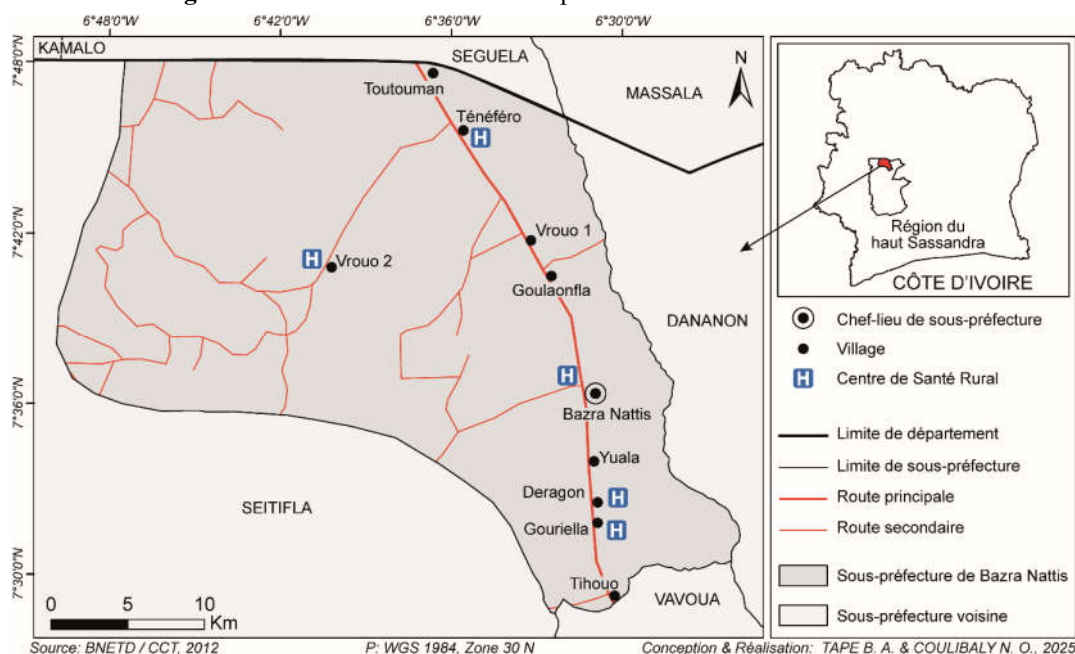 6°48'0"W 6°42'0"W 6°36'0"W 6°30'0"W
7°48'0"N
7°42'0"N
7°36'0"N
7°30'0"N
KAMALO
SEGUELA
MASSALA
N
Toutouman
Ténéféro
H
Vrouo 1
H Vrouo 2
Goulaonfla
DANANON
H
Bazra Nattis
Yuala
Deragon H
Gouriella H
SEITIFLA
Tihouo
VAVOUA
0 5 10
Km
Région du
haut Sassandra
CÔTE D'IVOIRE
Chef-lieu de sous-préfecture
Village
H Centre de Santé Rural
Limite de département
Limite de sous-préfecture
Route principale
Route secondaire
Sous-préfecture de Bazra Nattis
Sous-préfecture voisine
Source: BNETD / CCT, 2012 P: WGS 1984, Zone 30 N Conception & Réalisation: TAPE B. A. & COULIBALY N. O., 2025